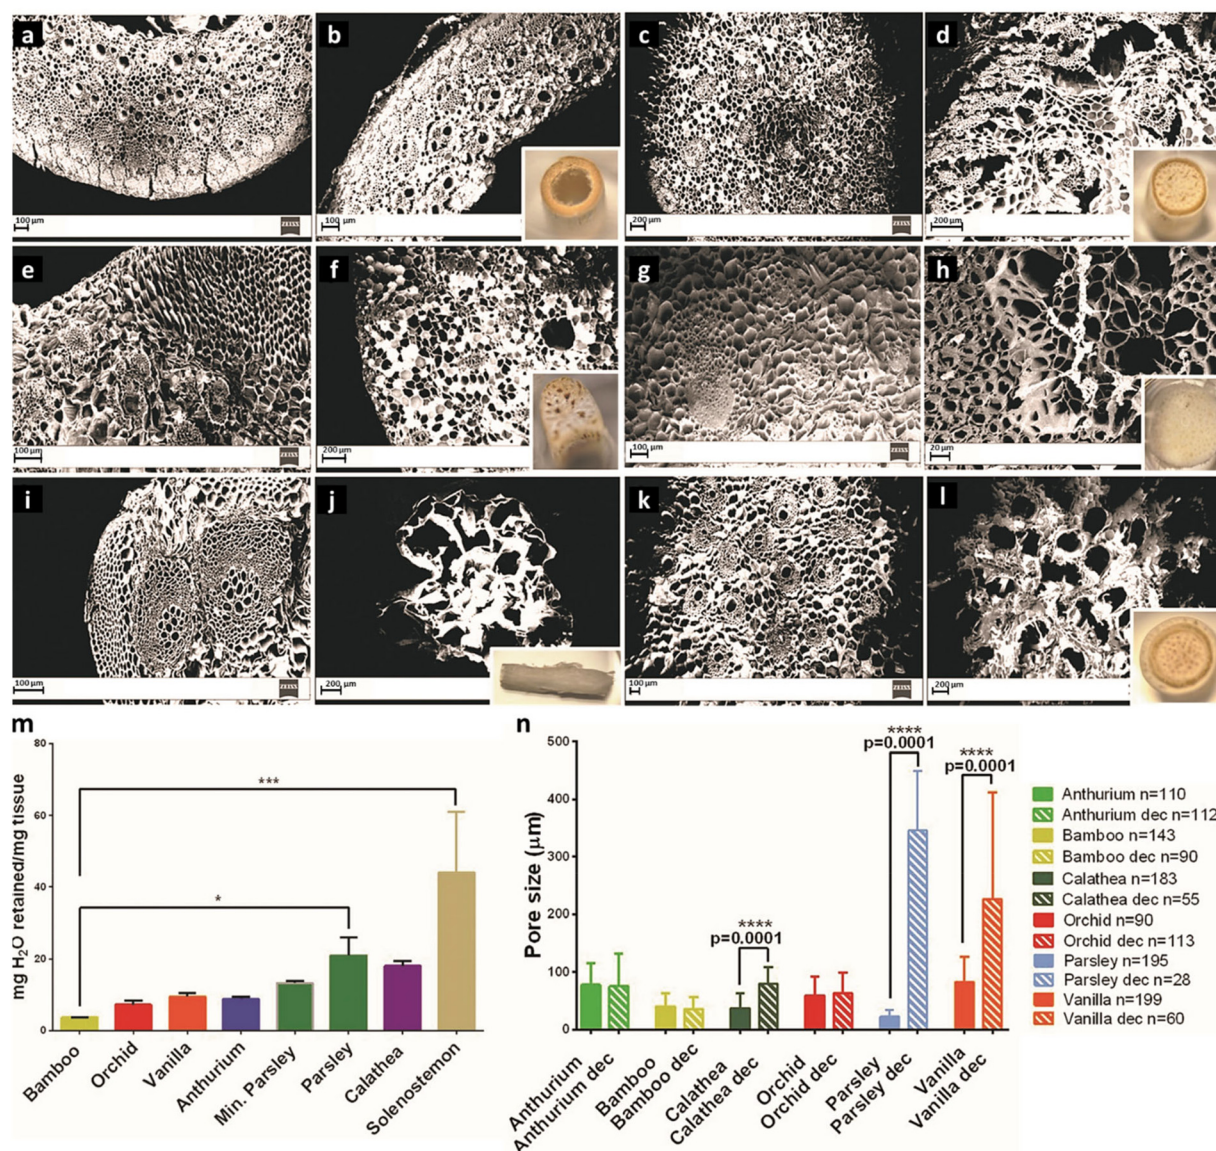 a
b
c
d
100 µm
ZEISS
100 µm
200 µm
200 µm
e
f
g
h
100 µm
ZEISS
200 µm
100 µm
20 µm
i
j
k
l
100 µm
ZEISS
200 µm
100 µm
200 µm
m
mg H₂O retained/mg tissue
80
60
40
20
0
***
*
Bamboo
Orchid
Vanilla
Anthurium
Min. Parsley
Parsley
Calathea
Solenostemon
n
Pore size (µm)
500
400
300
200
100
0
****
p=0.0001
****
p=0.0001
****
p=0.0001
Anthurium
Anthurium dec
Bamboo
Bamboo dec
Calathea
Calathea dec
Orchid
Orchid dec
Parsley
Parsley dec
Vanilla
Vanilla dec
Anthurium n=110
Anthurium dec n=112
Bamboo n=143
Bamboo dec n=90
Calathea n=183
Calathea dec n=55
Orchid n=90
Orchid dec n=113
Parsley n=195
Parsley dec n=28
Vanilla n=199
Vanilla dec n=60